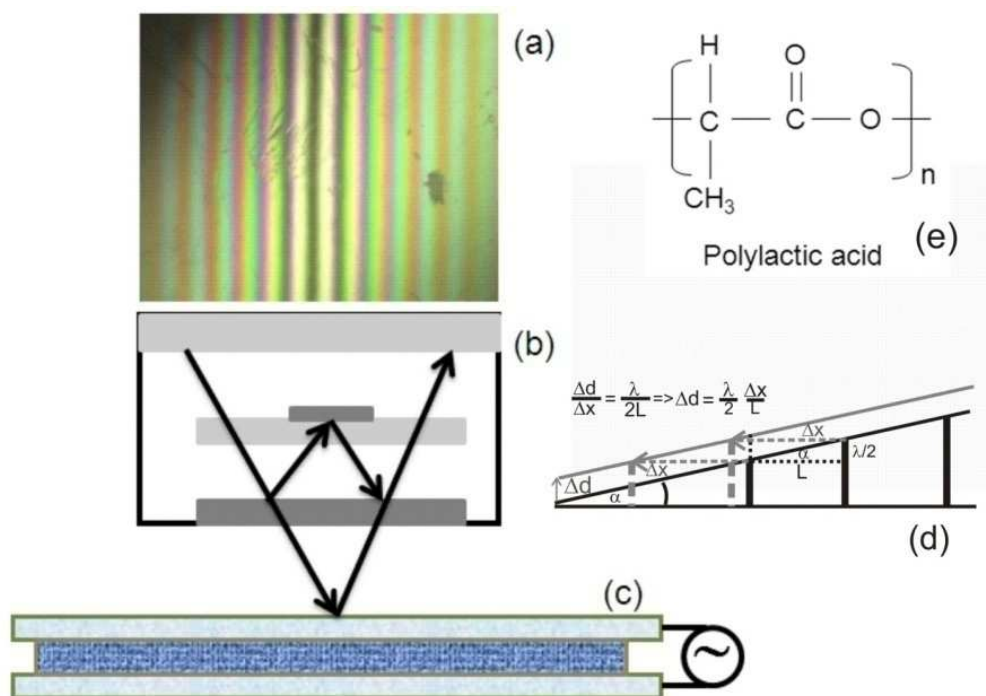 (a)
H
O
C
C
O
CH₃
n
(e)
Polylactic acid
(b)
Δd/Δx = λ/2L => Δd = λ/2 Δx/L
Δx
α
λ/2
Δx
L
Δd
α
(d)
(c)
~